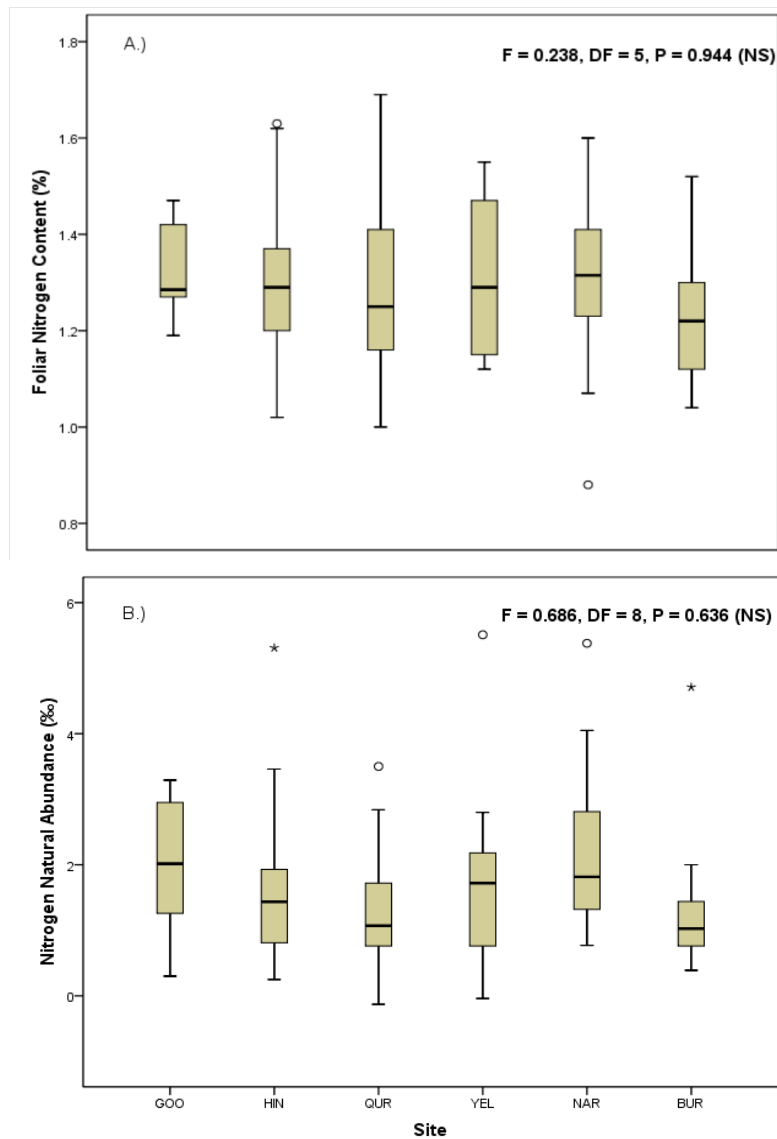 A.)
F = 0.238, DF = 5, P = 0.944 (NS)
Foliar Nitrogen Content (%)
1.8
1.6
1.4
1.2
1.0
0.8
B.)
F = 0.686, DF = 8, P = 0.636 (NS)
Nitrogen Natural Abundance (‰)
6
4
2
0
GOO HIN QUR YEL NAR BUR
Site